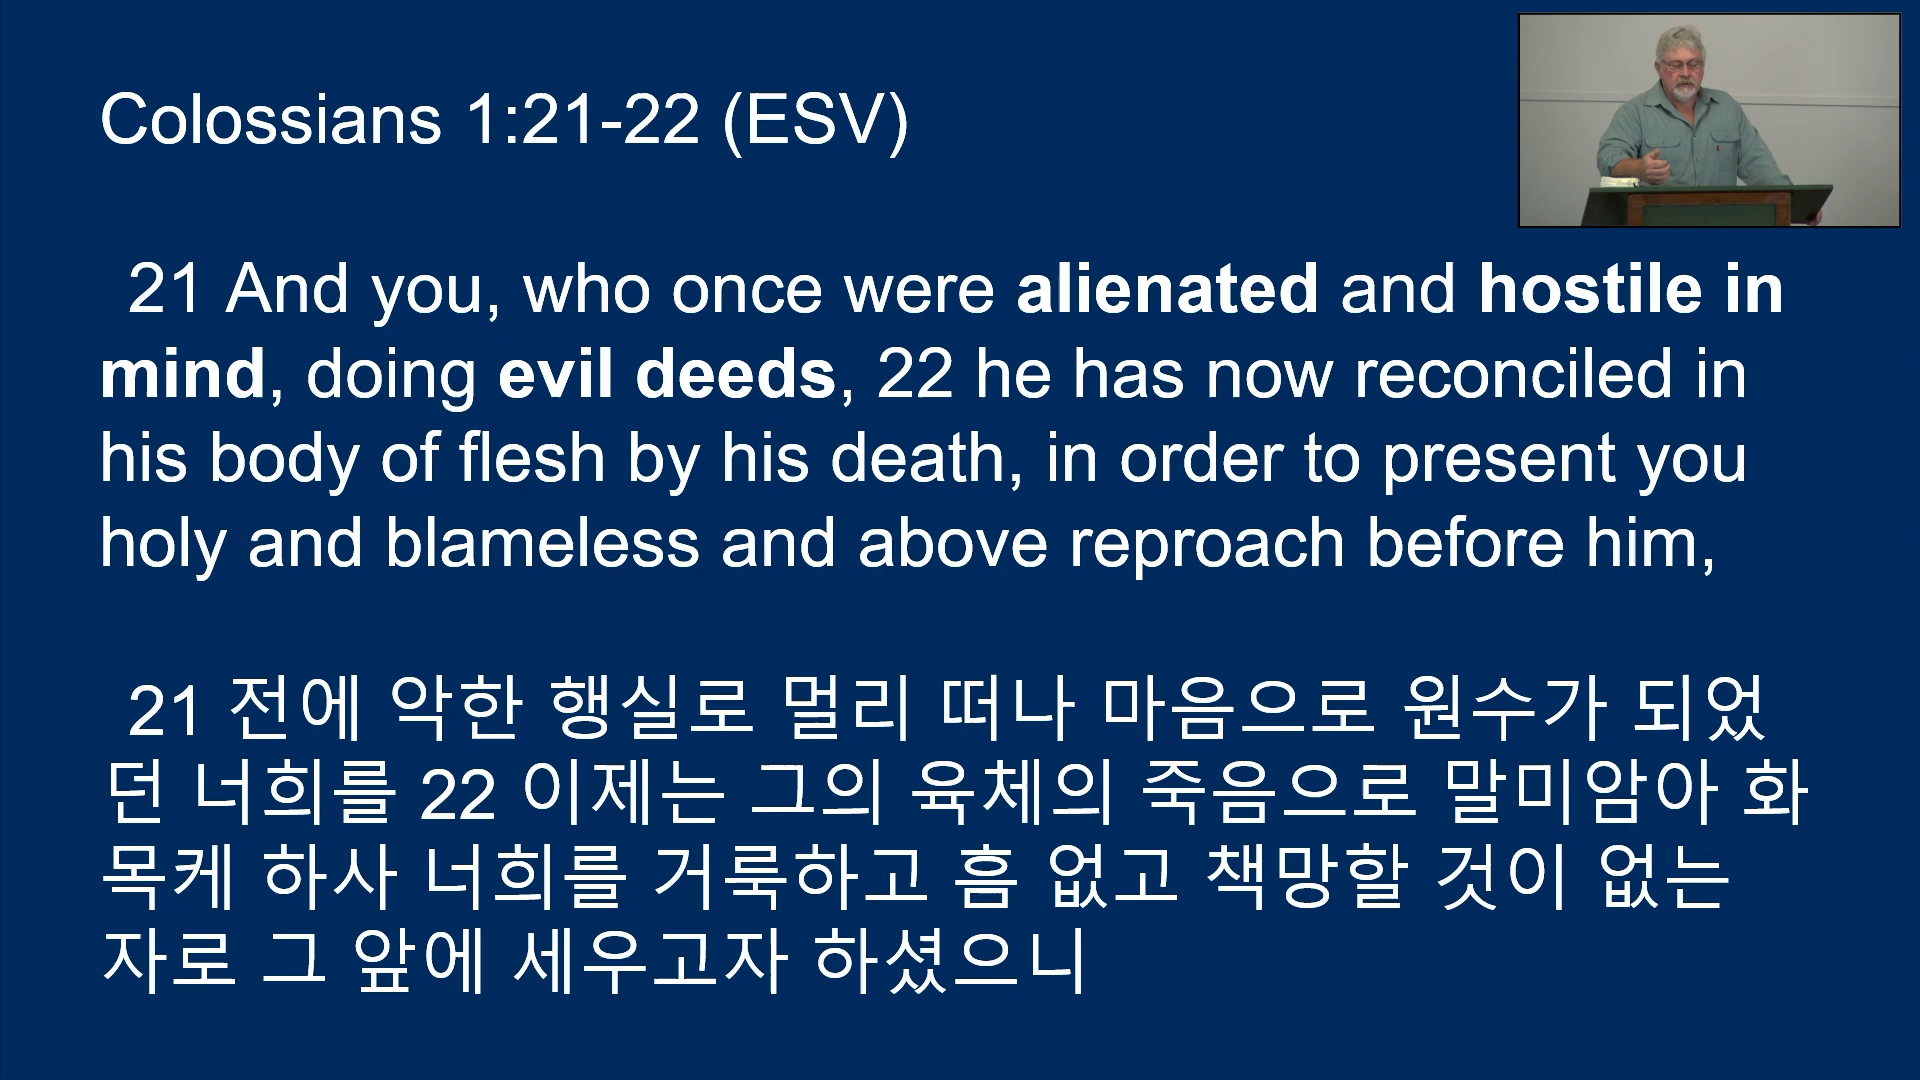 Colossians 1:21-22 (ESV)
21 And you, who once were alienated and hostile in
mind, doing evil deeds, 22 he has now reconciled in
his body of flesh by his death, in order to present you
holy and blameless and above reproach before him,
21 전에 악한 행실로 멀리 떠나 마음으로 원수가 되었
던 너희를 22 이제는 그의 육체의 죽음으로 말미암아 화
목케 하사 너희를 거룩하고 흠 없고 책망할 것이 없는
자로 그 앞에 세우고자 하셨으니